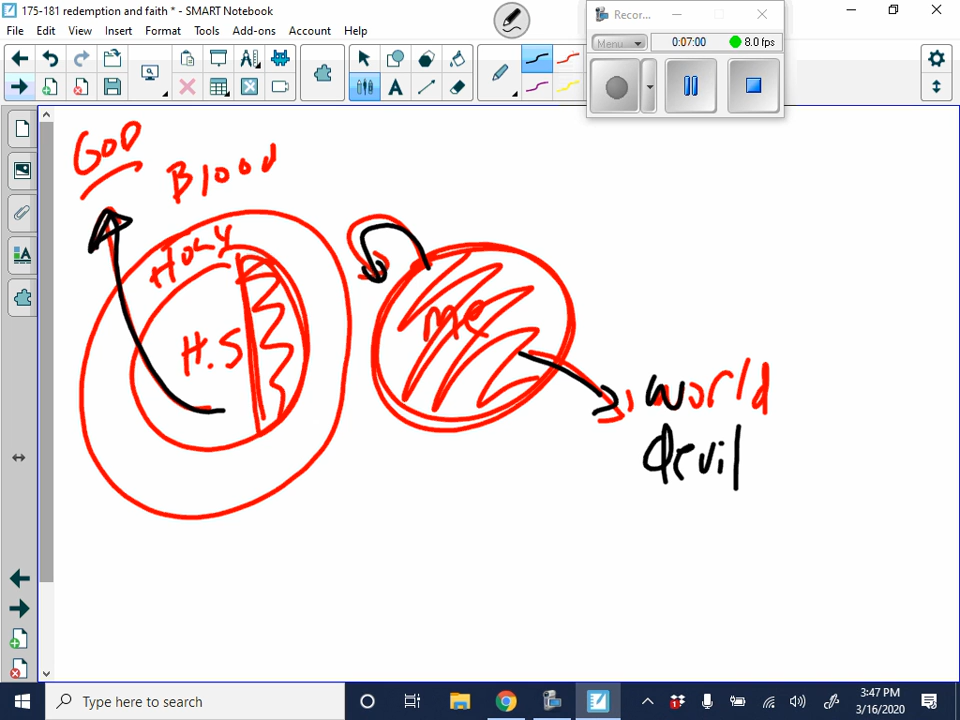 175-181 redemption and faith * - SMART Notebook
Recor...
File Edit View Insert Format Tools Add-ons Account Help
Menu 0:07:00 8.0 fps
GOD
Blood
HOLY
H.S
me
world
devil
Type here to search
3:47 PM
3/16/2020